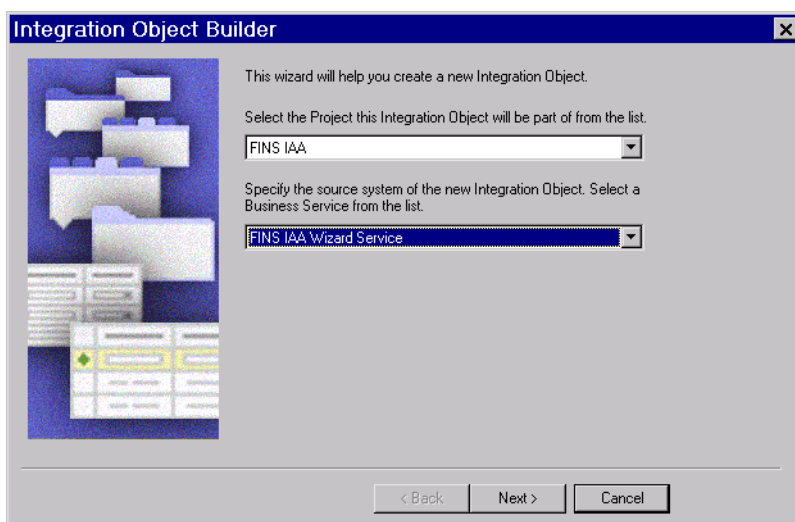 Integration Object Builder
This wizard will help you create a new Integration Object.
Select the Project this Integration Object will be part of from the list.
FINS IAA
Specify the source system of the new Integration Object. Select a
Business Service from the list.
FINS IAA Wizard Service
< Back
Next >
Cancel